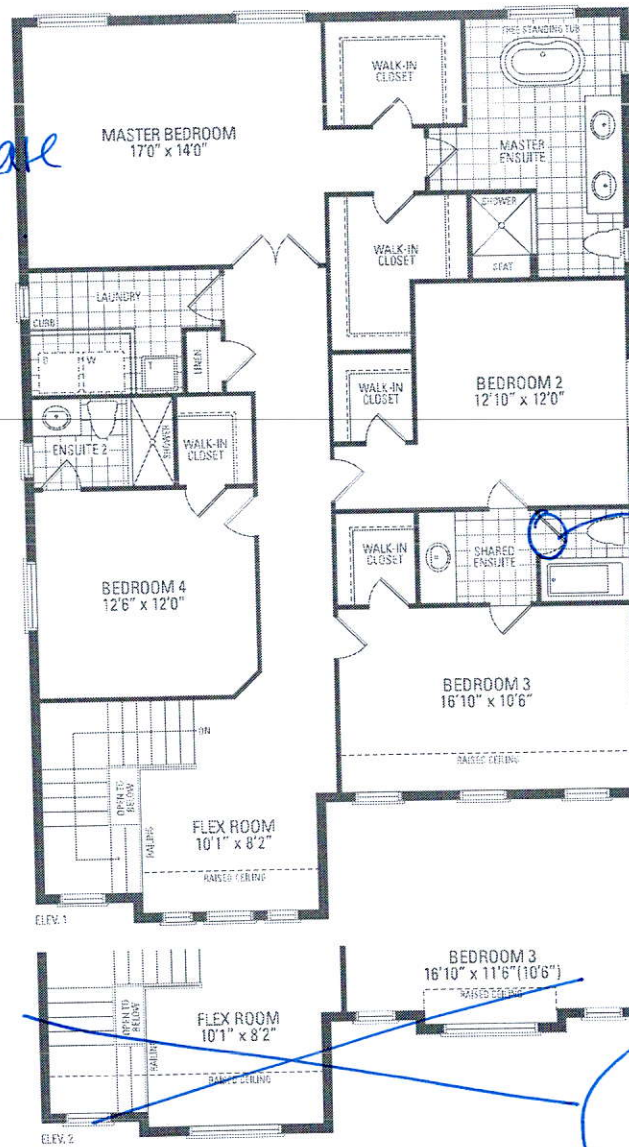 FREE STANDING TUB
WALK-IN
CLOSET
MASTER BEDROOM
17'0" x 14'0"
MASTER
ENSUITE
SHOWER
WALK-IN
CLOSET
SEAT
LAUNDRY
CURB
D
W
T
LINEN
WALK-IN
CLOSET
BEDROOM 2
12'10" x 12'0"
ENSUITE 2
SHOWER
WALK-IN
CLOSET
WALK-IN
CLOSET
SHARED
ENSUITE
BEDROOM 4
12'6" x 12'0"
BEDROOM 3
16'10" x 10'6"
RAISED CEILING
DN
OPEN TO
BELOW
RAILING
FLEX ROOM
10'1" x 8'2"
RAISED CEILING
ELEV. 1
BEDROOM 3
16'10" x 11'6"(10'6")
RAISED CEILING
OPEN TO
BELOW
RAILING
FLEX ROOM
10'1" x 8'2"
RAISED CEILING
ELEV. 2